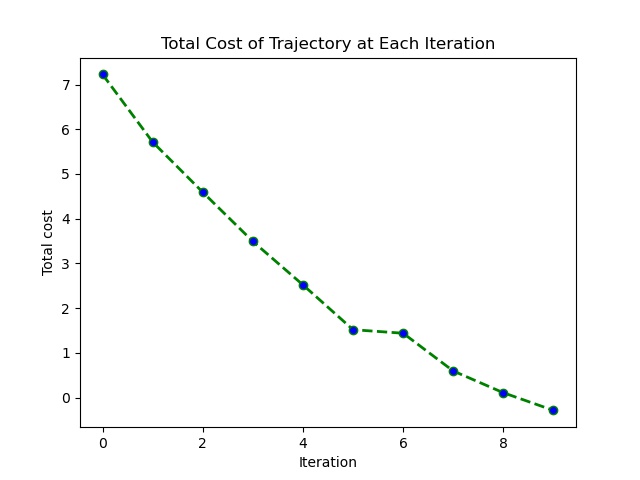 Total Cost of Trajectory at Each Iteration
7
6
5
4
3
2
1
0
Total cost
0 2 4 6 8
Iteration